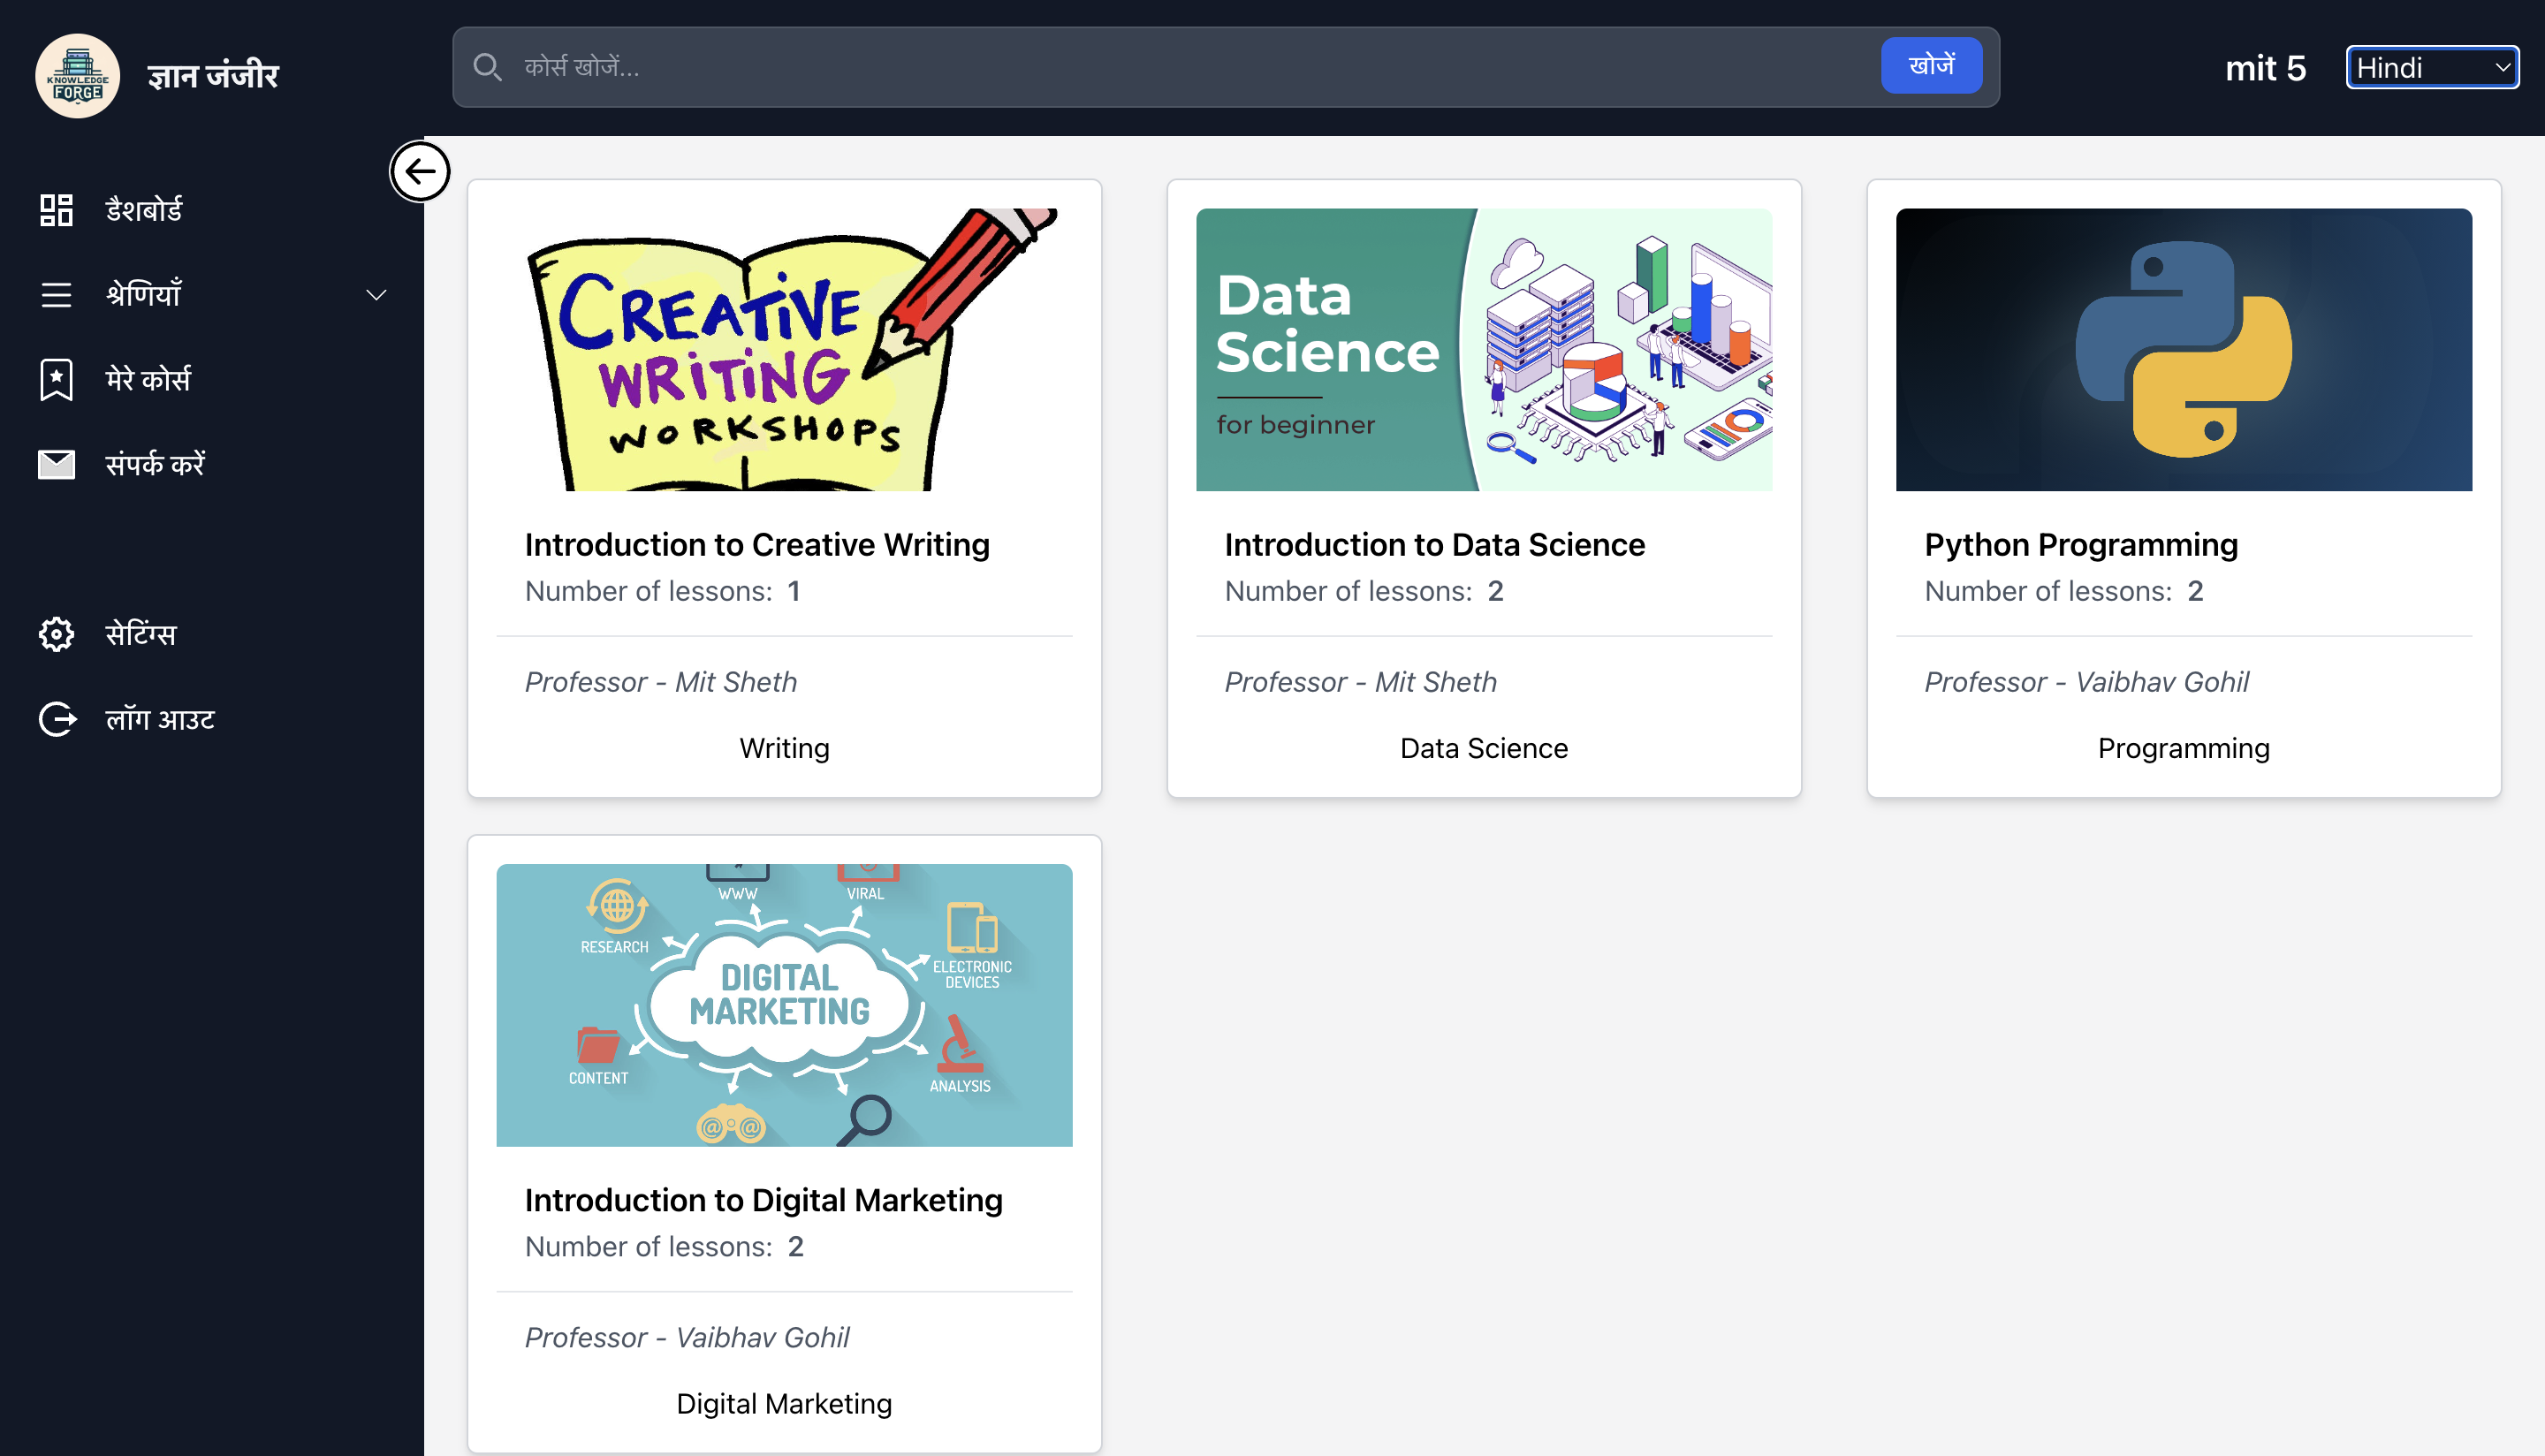 KNOWLEDGE
FORGE
ज्ञान जंजीर
कोर्स खोजें...
खोजें
mit 5
Hindi
डैशबोर्ड
श्रेणियाँ
मेरे कोर्स
संपर्क करें
सेटिंग्स
लॉग आउट
CREATIVE
WRITING
WORKSHOPS
Introduction to Creative Writing
Number of lessons: 1
Professor - Mit Sheth
Writing
Data
Science
for beginner
Introduction to Data Science
Number of lessons: 2
Professor - Mit Sheth
Data Science
Python Programming
Number of lessons: 2
Professor - Vaibhav Gohil
Programming
WWW
VIRAL
RESEARCH
ELECTRONIC
DEVICES
DIGITAL
MARKETING
CONTENT
ANALYSIS
@ @
Introduction to Digital Marketing
Number of lessons: 2
Professor - Vaibhav Gohil
Digital Marketing